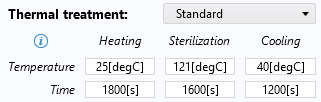 Thermal treatment: Standard
Heating Sterilization Cooling
Temperature 25[degC] 121[degC] 40[degC]
Time 1800[s] 1600[s] 1200[s]